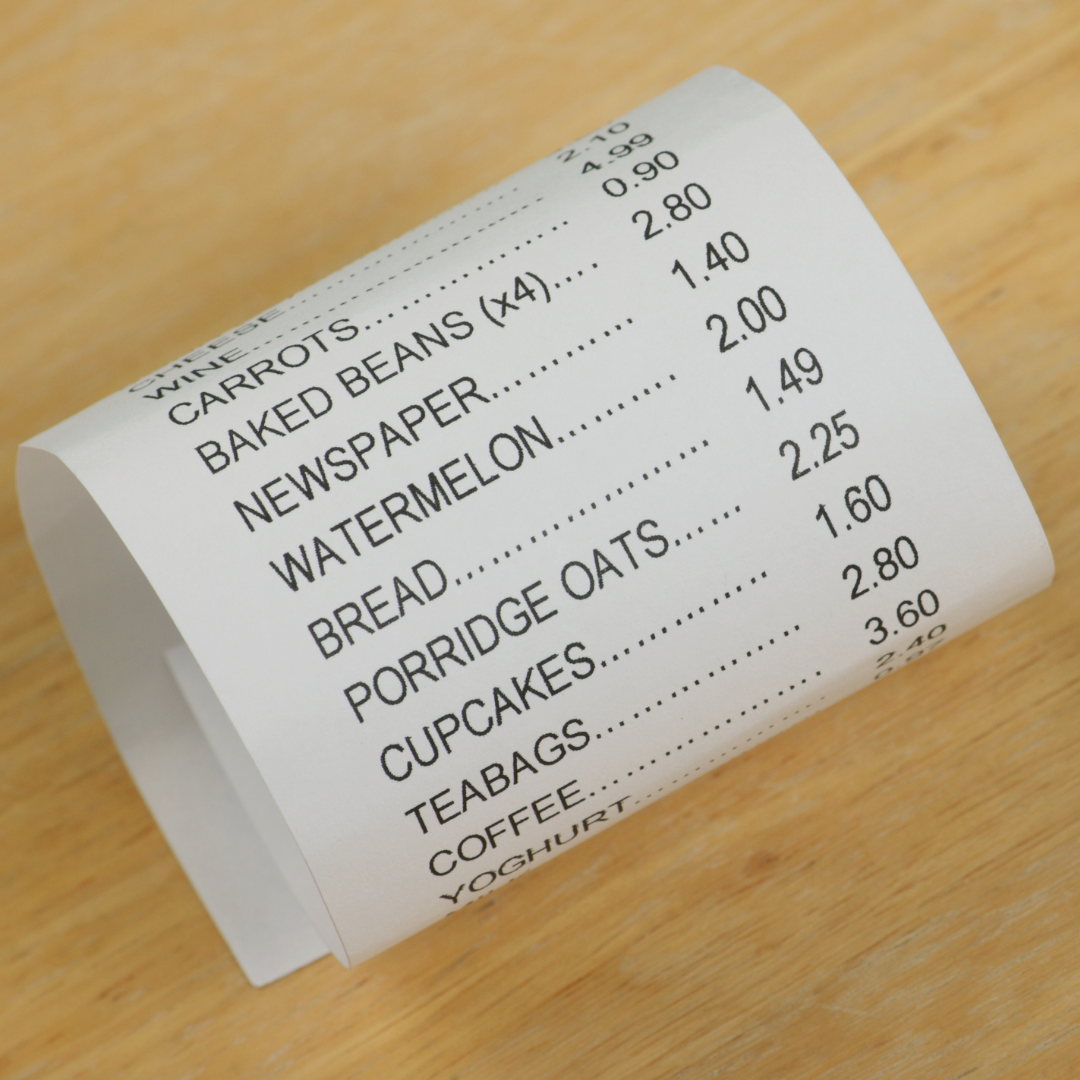 CHEESE.................... 2.10
WINE........................ 4.99
CARROTS.................. 0.90
BAKED BEANS (x4).... 2.80
NEWSPAPER............ 1.40
WATERMELON.......... 2.00
BREAD..................... 1.49
PORRIDGE OATS...... 2.25
CUPCAKES.............. 1.60
TEABAGS................. 2.80
COFFEE................... 3.60
YOGHURT................ 2.40